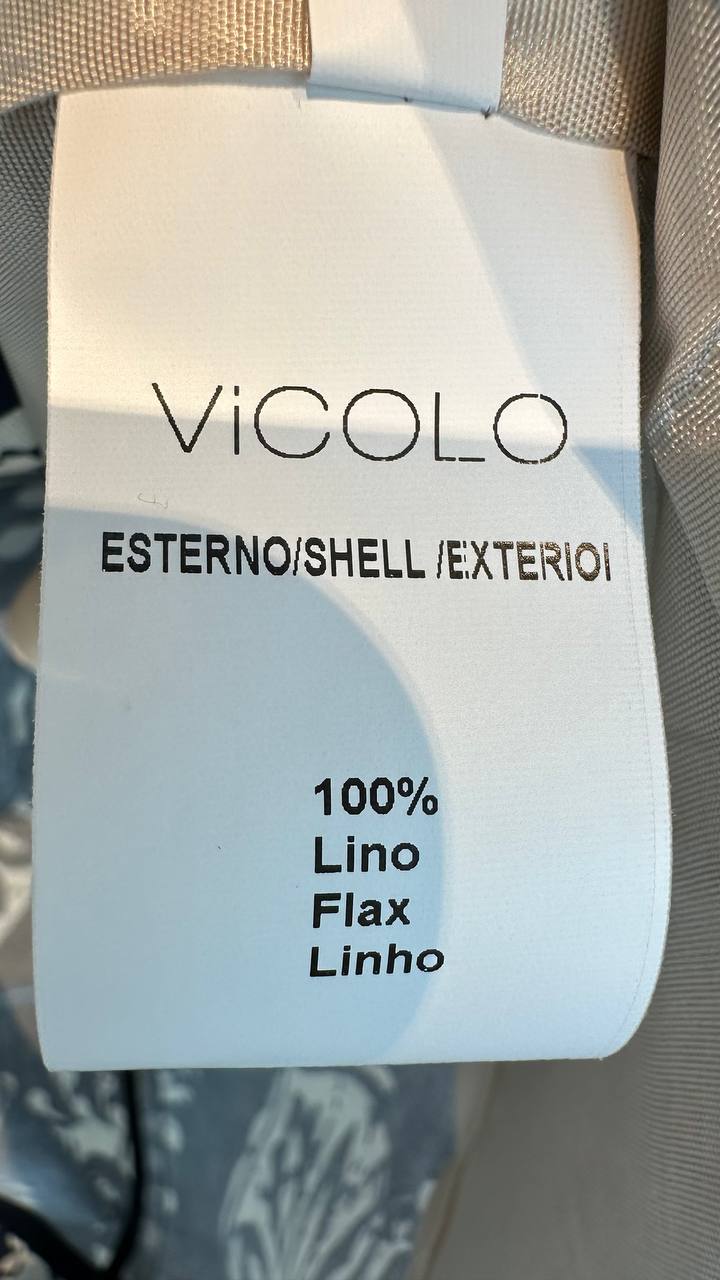 ViCOLO
ESTERNO/SHELL /EXTERIOI
100%
Lino
Flax
Linho